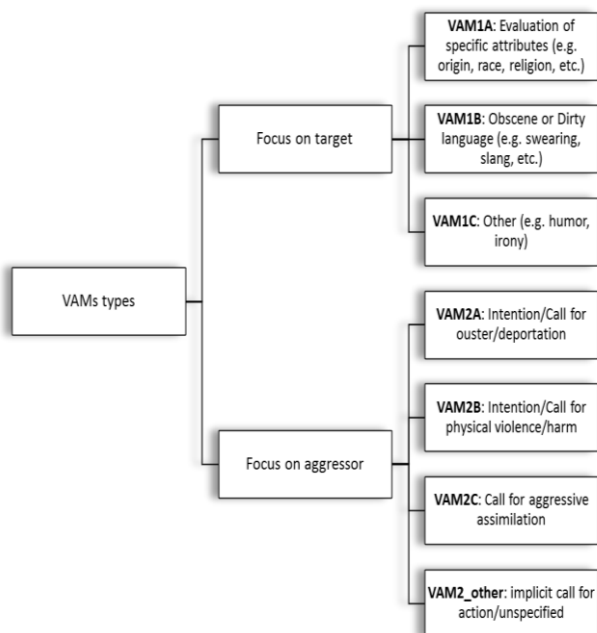 VAM1A: Evaluation of
specific attributes (e.g.
origin, race, religion, etc.)
Focus on target
VAM1B: Obscene or Dirty
language (e.g. swearing,
slang, etc.)
VAM1C: Other (e.g. humor,
irony)
VAMs types
VAM2A: Intention/Call for
ouster/deportation
VAM2B: Intention/Call for
physical violence/harm
Focus on aggressor
VAM2C: Call for aggressive
assimilation
VAM2_other: implicit call for
action/unspecified